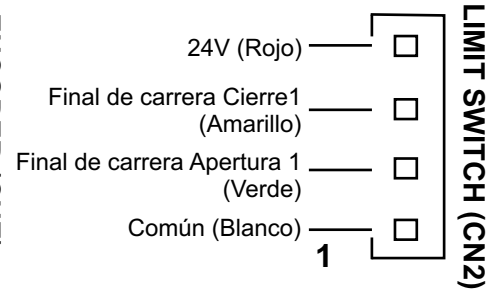 24V (Rojo)
Final de carrera Cierre1
(Amarillo)
Final de carrera Apertura 1
(Verde)
Común (Blanco)
1
LIMIT SWITCH (CN2)